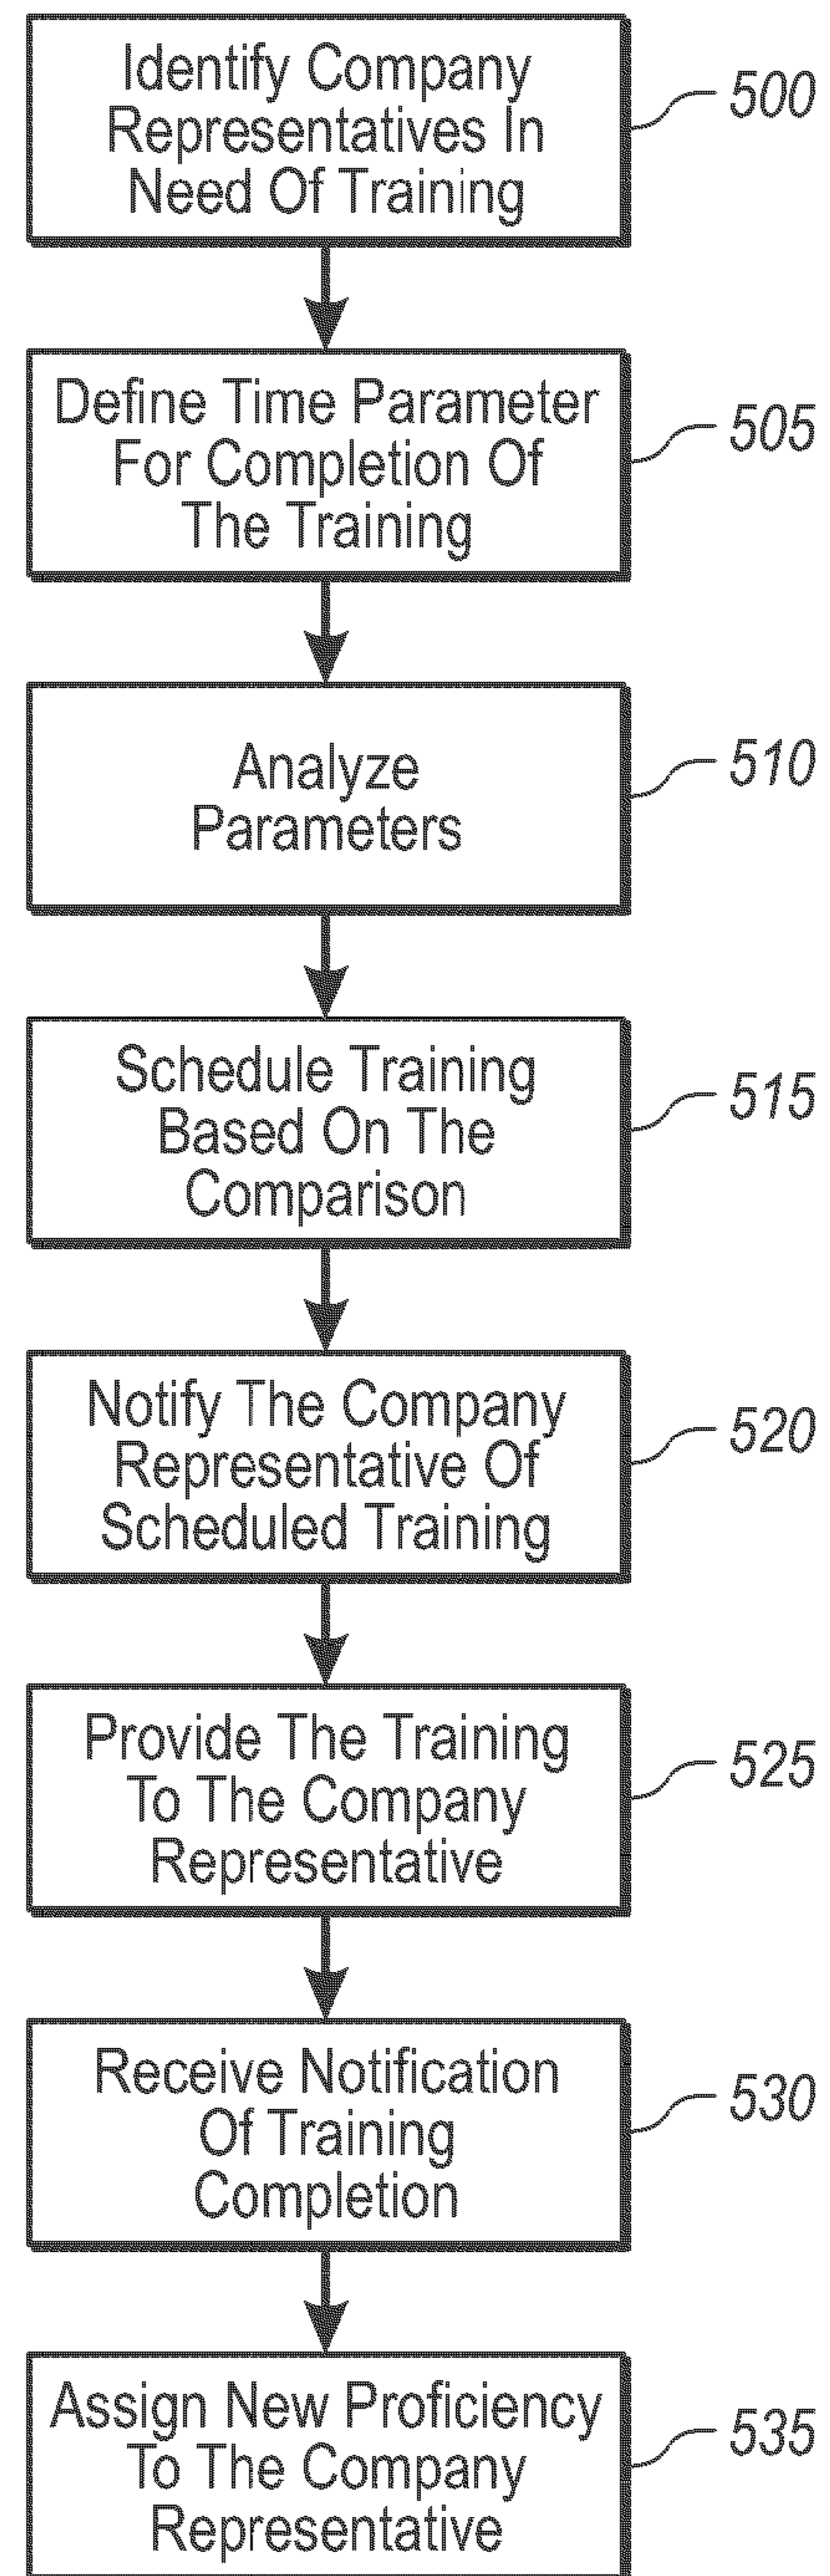 Identify Company
Representatives In
Need Of Training
500
Define Time Parameter
For Completion Of
The Training
505
Analyze
Parameters
510
Schedule Training
Based On The
Comparison
515
Notify The Company
Representative Of
Scheduled Training
520
Provide The Training
To The Company
Representative
525
Receive Notification
Of Training
Completion
530
Assign New Proficiency
To The Company
Representative
535